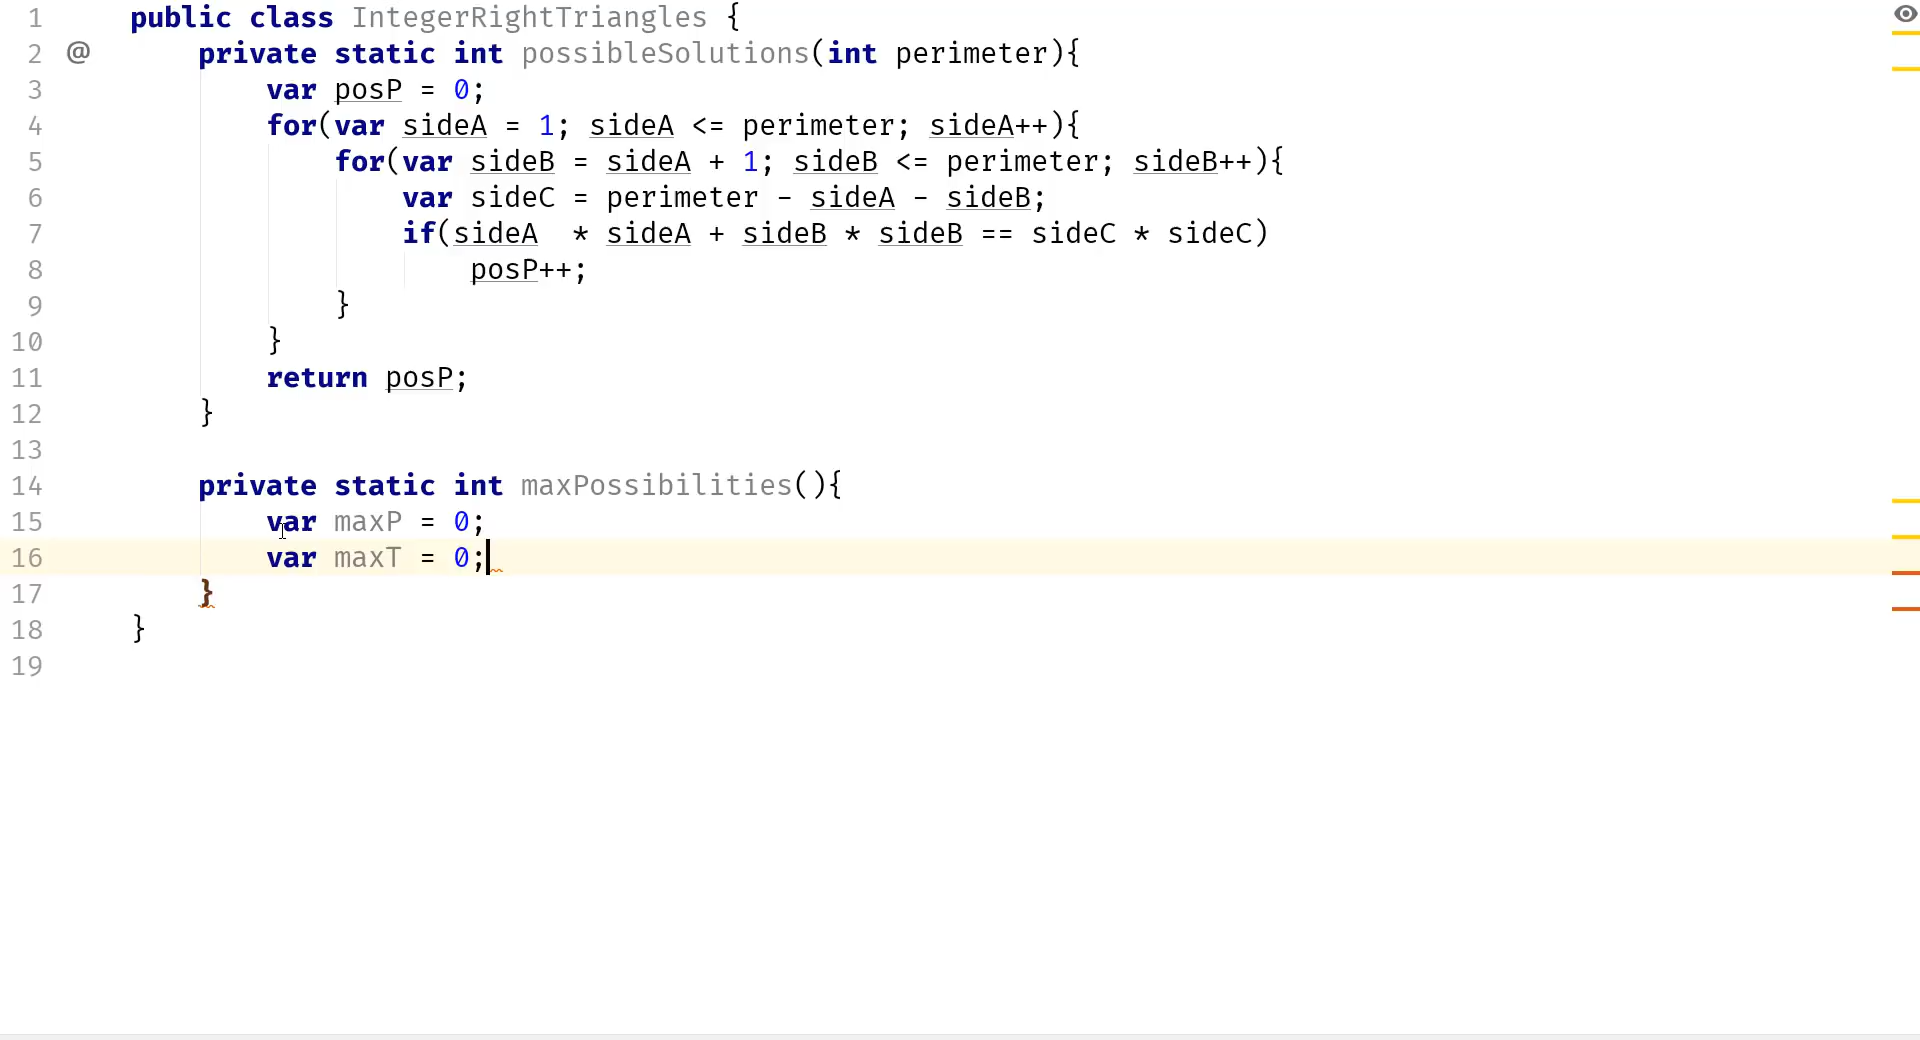 1 public class IntegerRightTriangles {
2 @ private static int possibleSolutions(int perimeter){
3 var posP = 0;
4 for(var sideA = 1; sideA <= perimeter; sideA++){
5 for(var sideB = sideA + 1; sideB <= perimeter; sideB++){
6 var sideC = perimeter - sideA - sideB;
7 if(sideA  * sideA + sideB * sideB == sideC * sideC)
8 posP++;
9 }
10 }
11 return posP;
12 }
13
14 private static int maxPossibilities(){
15 var maxP = 0;
16 var maxT = 0;
17 }
18 }
19